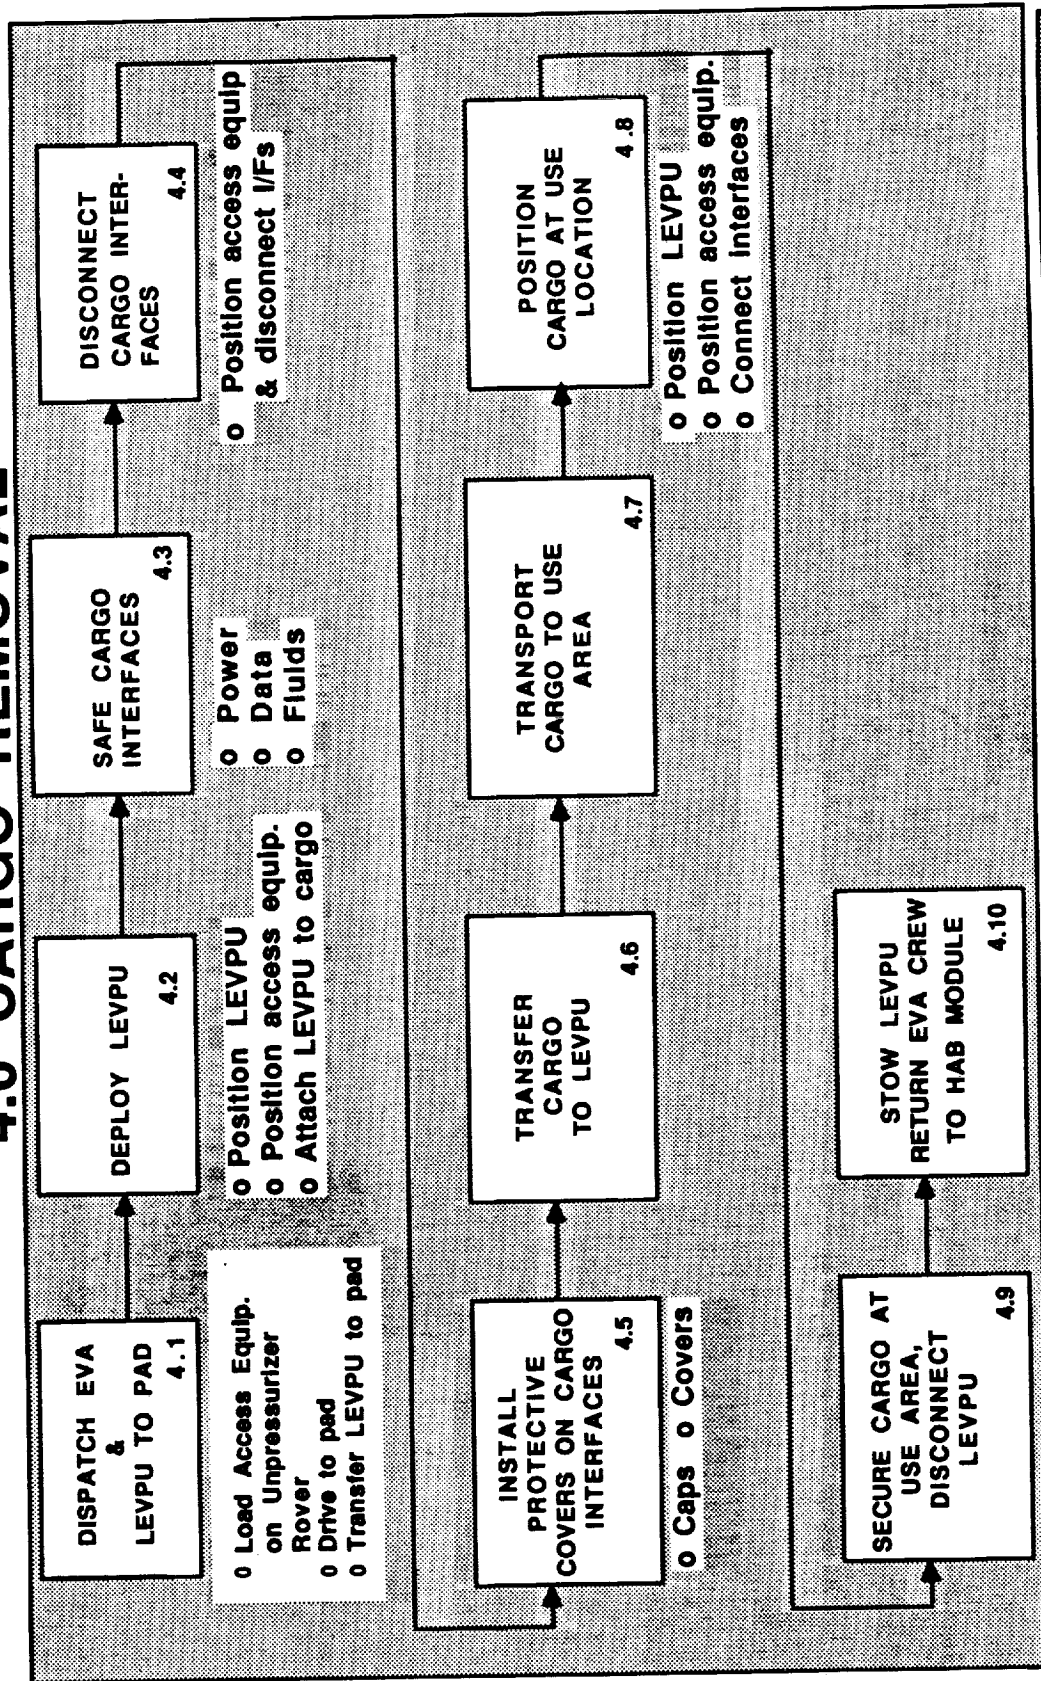 4.0 CARGO REMOVAL
DISPATCH EVA
&
LEVPU TO PAD
4.1
o Load Access Equip.
on Unpressurizer
Rover
o Drive to pad
o Transfer LEVPU to pad
DEPLOY LEVPU
4.2
o Position LEVPU
o Position access equip.
o Attach LEVPU to cargo
SAFE CARGO
INTERFACES
4.3
o Power
o Data
o Fluids
DISCONNECT
CARGO INTER-
FACES
4.4
o Position access equip
& disconnect I/Fs
INSTALL
PROTECTIVE
COVERS ON CARGO
INTERFACES
4.5
o Caps o Covers
TRANSFER
CARGO
TO LEVPU
4.6
TRANSPORT
CARGO TO USE
AREA
4.7
POSITION
CARGO AT USE
LOCATION
4.8
o Position LEVPU
o Position access equip.
o Connect interfaces
SECURE CARGO AT
USE AREA,
DISCONNECT
LEVPU
4.9
STOW LEVPU
RETURN EVA CREW
TO HAB MODULE
4.10